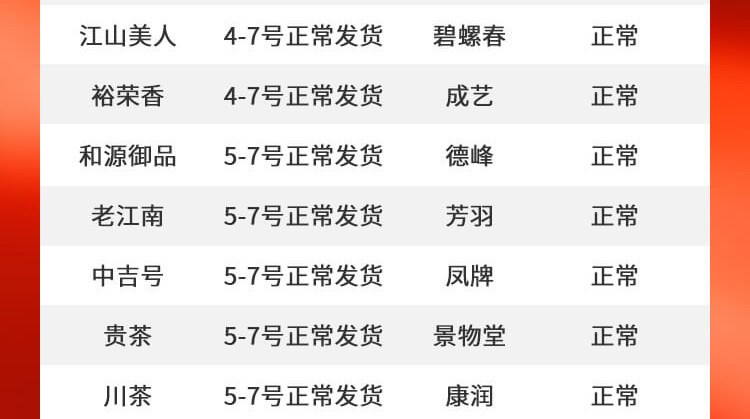 江山美人 4-7号正常发货 碧螺春 正常
裕荣香 4-7号正常发货 成艺 正常
和源御品 5-7号正常发货 德峰 正常
老江南 5-7号正常发货 芳羽 正常
中吉号 5-7号正常发货 凤牌 正常
贵茶 5-7号正常发货 景物堂 正常
川茶 5-7号正常发货 康润 正常